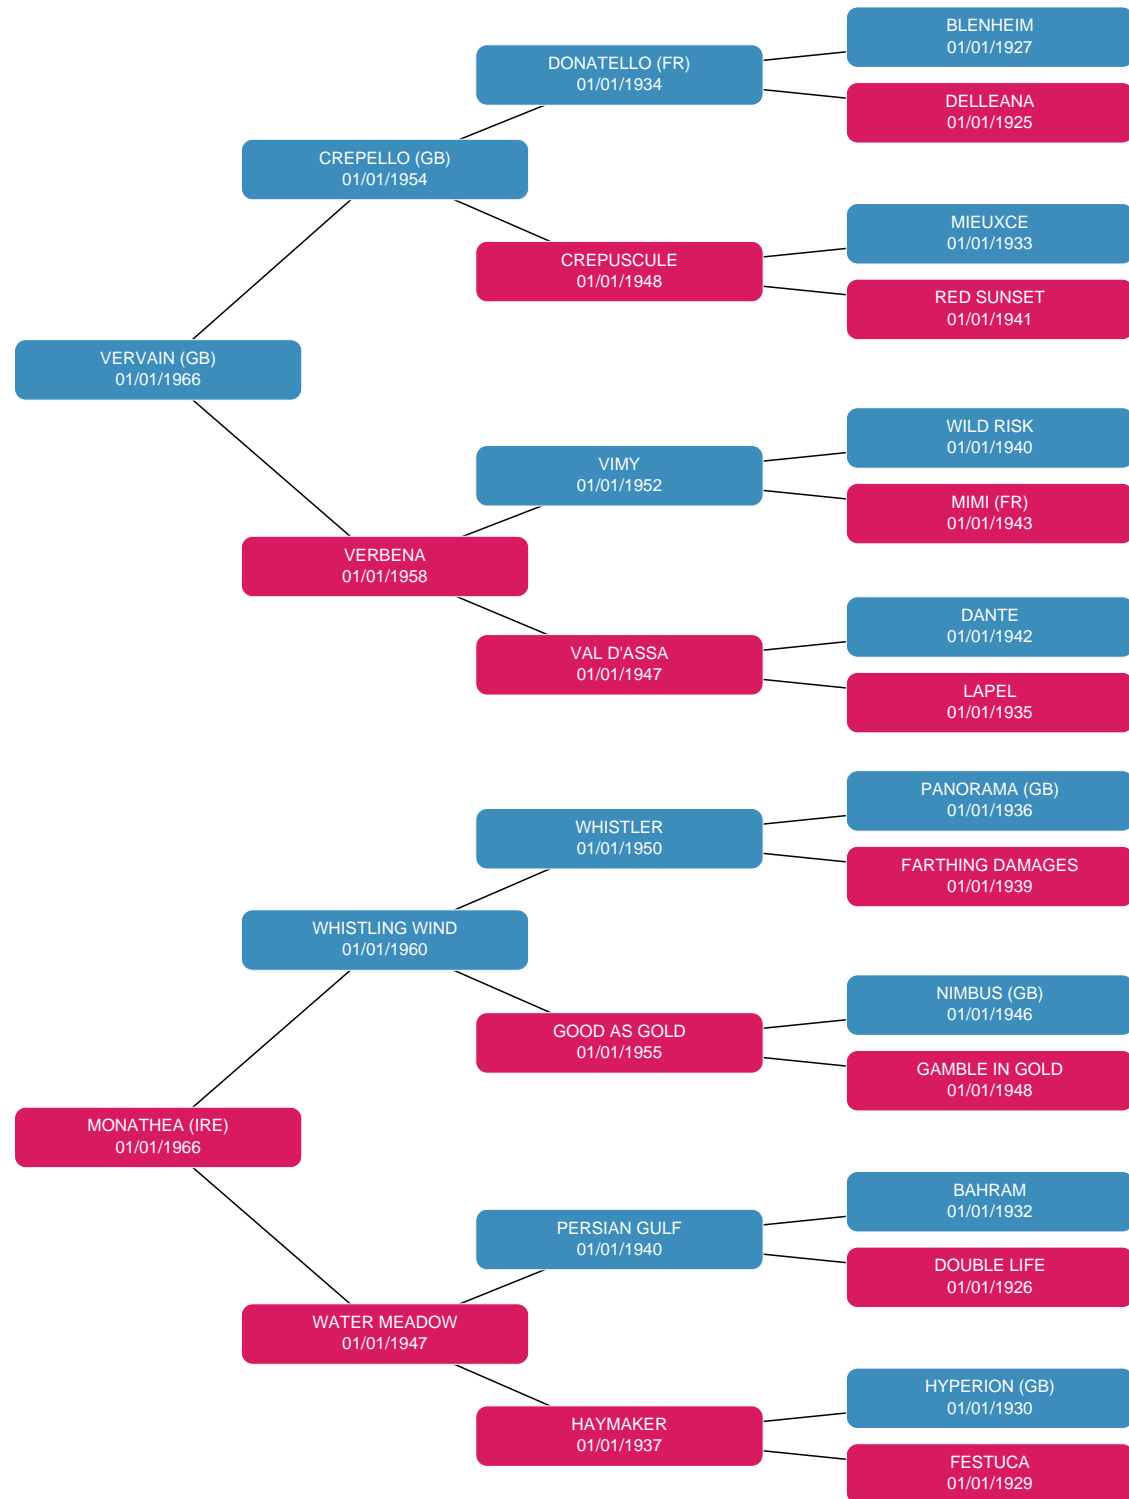 BLENHEIM
01/01/1927
DONATELLO (FR)
01/01/1934
DELLEANA
01/01/1925
CREPELLO (GB)
01/01/1954
MIEUXCE
01/01/1933
CREPUSCULE
01/01/1948
RED SUNSET
01/01/1941
VERVAIN (GB)
01/01/1966
WILD RISK
01/01/1940
VIMY
01/01/1952
MIMI (FR)
01/01/1943
VERBENA
01/01/1958
DANTE
01/01/1942
VAL D'ASSA
01/01/1947
LAPEL
01/01/1935
PANORAMA (GB)
01/01/1936
WHISTLER
01/01/1950
FARTHING DAMAGES
01/01/1939
WHISTLING WIND
01/01/1960
NIMBUS (GB)
01/01/1946
GOOD AS GOLD
01/01/1955
GAMBLE IN GOLD
01/01/1948
MONATHEA (IRE)
01/01/1966
BAHRAM
01/01/1932
PERSIAN GULF
01/01/1940
DOUBLE LIFE
01/01/1926
WATER MEADOW
01/01/1947
HYPERION (GB)
01/01/1930
HAYMAKER
01/01/1937
FESTUCA
01/01/1929